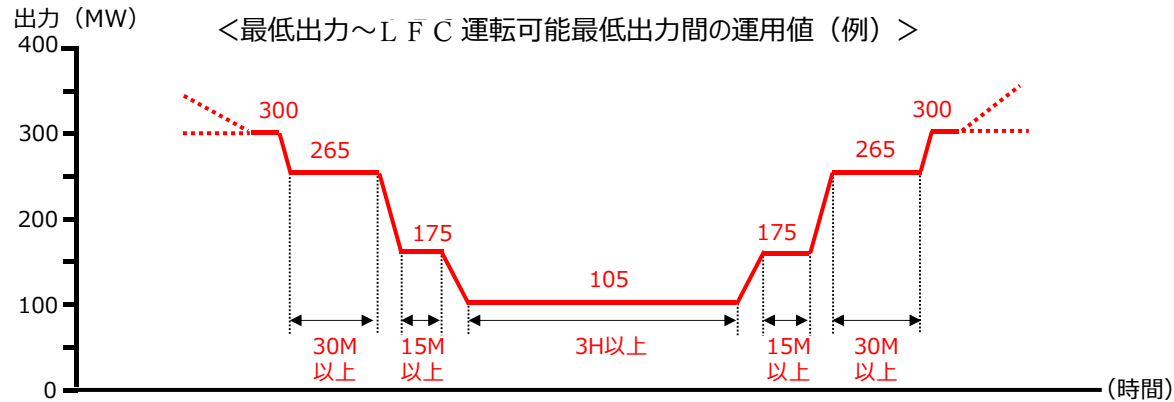 出力（MW）
＜最低出力～ＬＦＣ運転可能最低出力間の運用値（例）＞
400
300
300
300
265
265
200
175
175
105
100
30M
以上
15M
以上
3H以上
15M
以上
30M
以上
0
(時間)